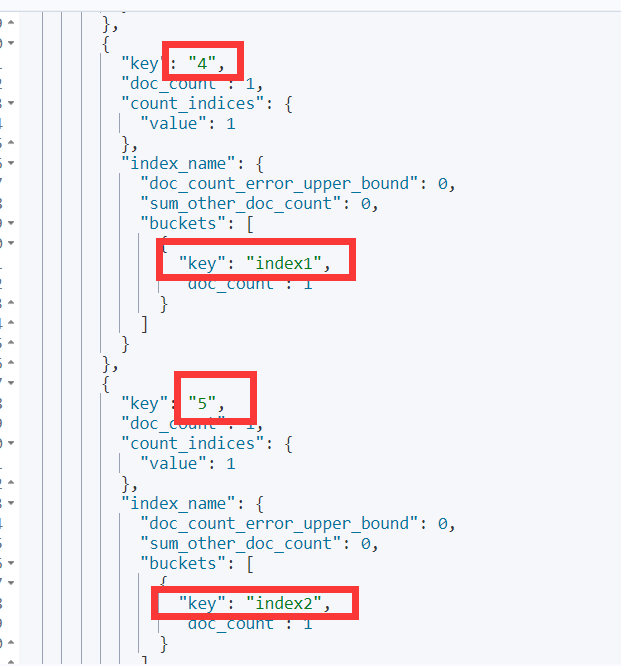 },
{
"key": "4",
"doc_count": 1,
"count_indices": {
"value": 1
},
"index_name": {
"doc_count_error_upper_bound": 0,
"sum_other_doc_count": 0,
"buckets": [
{
"key": "index1",
"doc_count": 1
}
]
}
},
{
"key": "5",
"doc_count": 1,
"count_indices": {
"value": 1
},
"index_name": {
"doc_count_error_upper_bound": 0,
"sum_other_doc_count": 0,
"buckets": [
{
"key": "index2",
"doc_count": 1
}
]